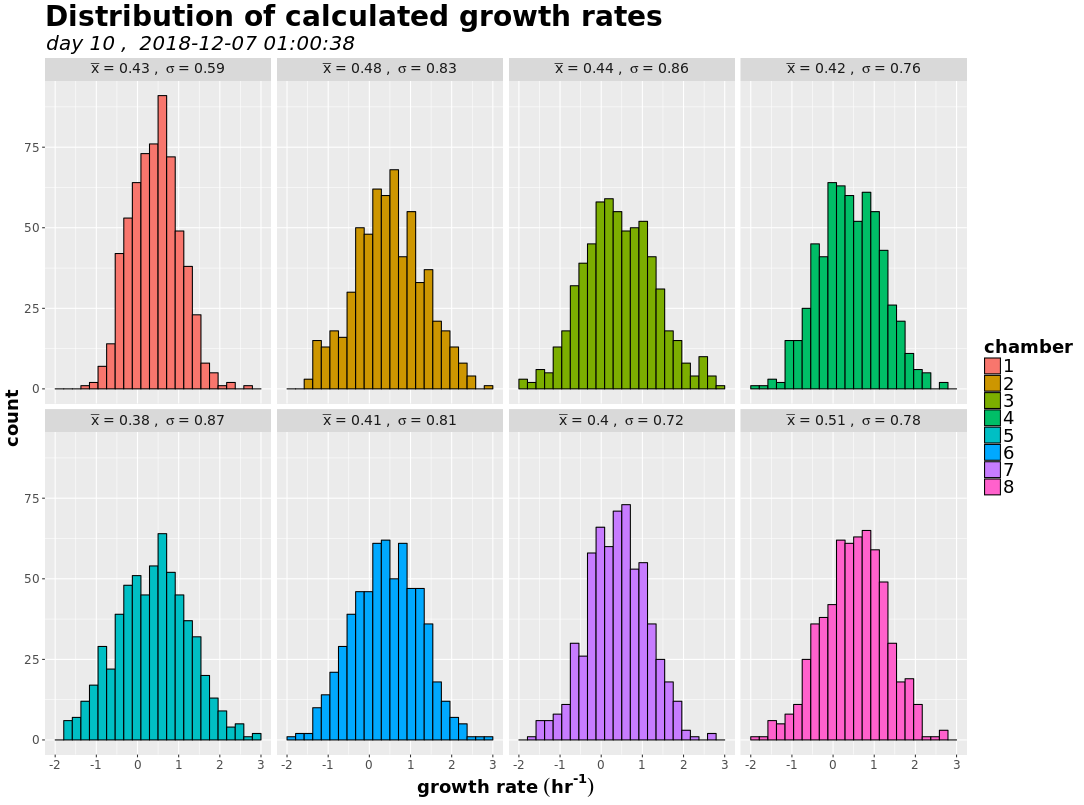 Distribution of calculated growth rates
day 10 ,  2018-12-07 01:00:38
x̅ = 0.43 ,  σ = 0.59
x̅ = 0.48 ,  σ = 0.83
x̅ = 0.44 ,  σ = 0.86
x̅ = 0.42 ,  σ = 0.76
75
50
25
0
x̅ = 0.38 ,  σ = 0.87
x̅ = 0.41 ,  σ = 0.81
x̅ = 0.4 ,  σ = 0.72
x̅ = 0.51 ,  σ = 0.78
75
50
25
0
-2 -1 0 1 2 3
-2 -1 0 1 2 3
-2 -1 0 1 2 3
-2 -1 0 1 2 3
count
growth rate (hr⁻¹)
chamber
1
2
3
4
5
6
7
8